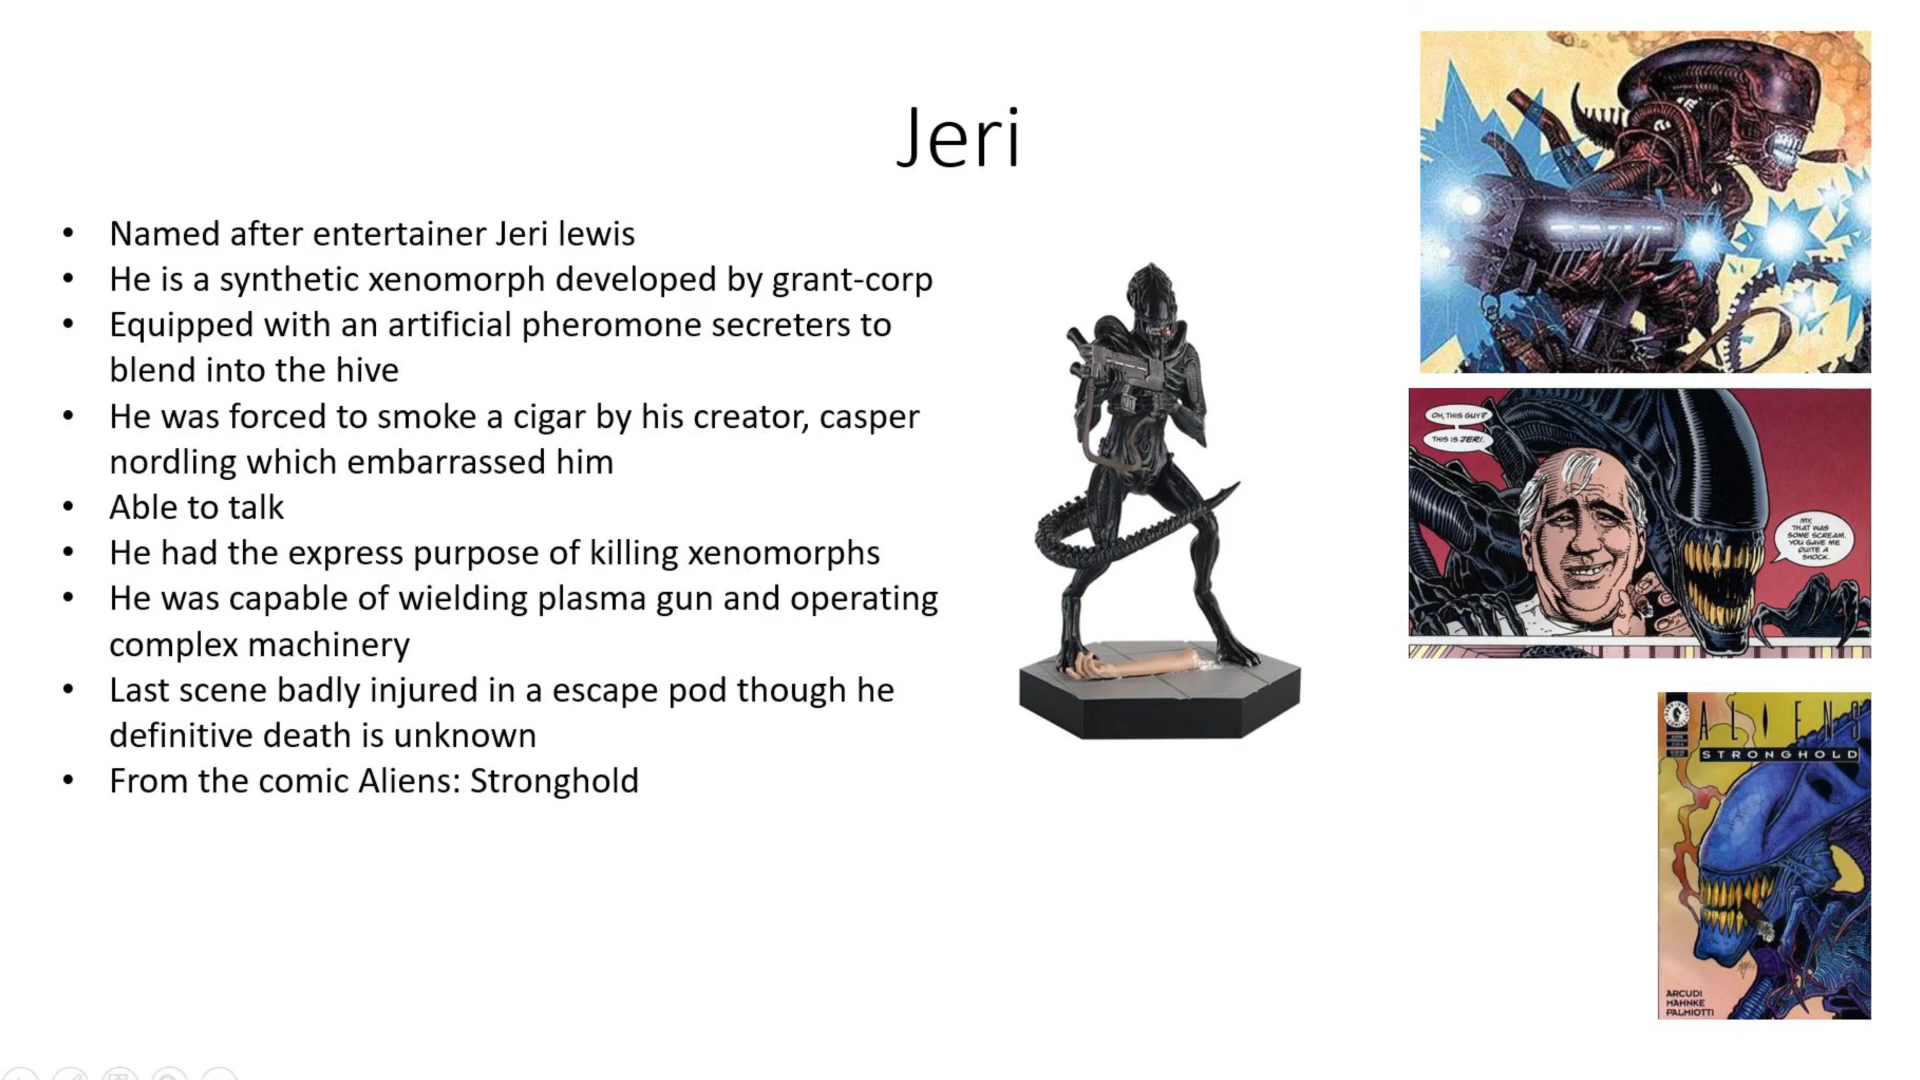 Jeri
• Named after entertainer Jeri lewis
• He is a synthetic xenomorph developed by grant-corp
• Equipped with an artificial pheromone secreters to
blend into the hive
• He was forced to smoke a cigar by his creator, casper
nordling which embarrassed him
• Able to talk
• He had the express purpose of killing xenomorphs
• He was capable of wielding plasma gun and operating
complex machinery
• Last scene badly injured in a escape pod though he
definitive death is unknown
• From the comic Aliens: Stronghold
OH, THIS GUY?
THIS IS JERI.
MY,
THAT WAS
SOME SCREAM.
YOU GAVE ME
QUITE A
SHOCK.
ALIENS
STRONGHOLD
ARCUDI
MAHNKE
PALMIOTTI